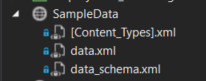 SampleData
[Content_Types].xml
data.xml
data_schema.xml